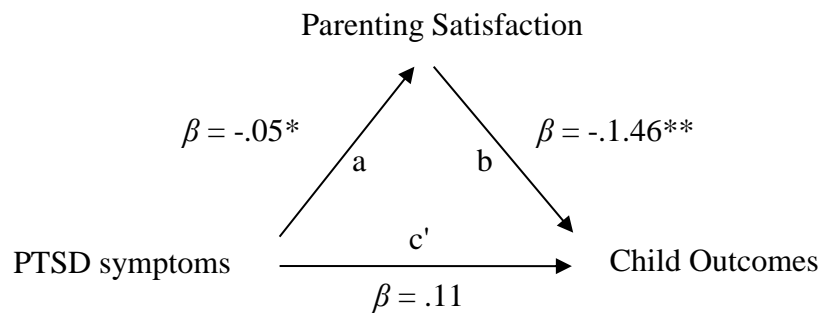 Parenting Satisfaction
β = -.05*
β = -.1.46**
a
b
c'
PTSD symptoms
Child Outcomes
β = .11